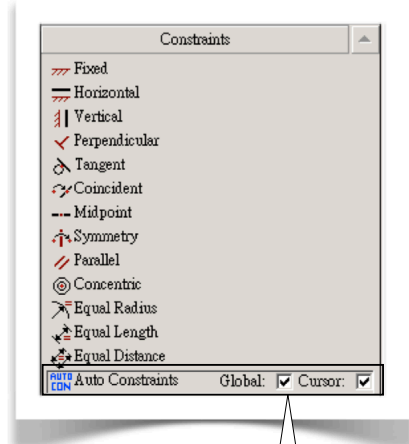 Constraints
Fixed
Horizontal
Vertical
Perpendicular
Tangent
Coincident
Midpoint
Symmetry
Parallel
Concentric
Equal Radius
Equal Length
Equal Distance
AUTO CON Auto Constraints Global: Cursor: